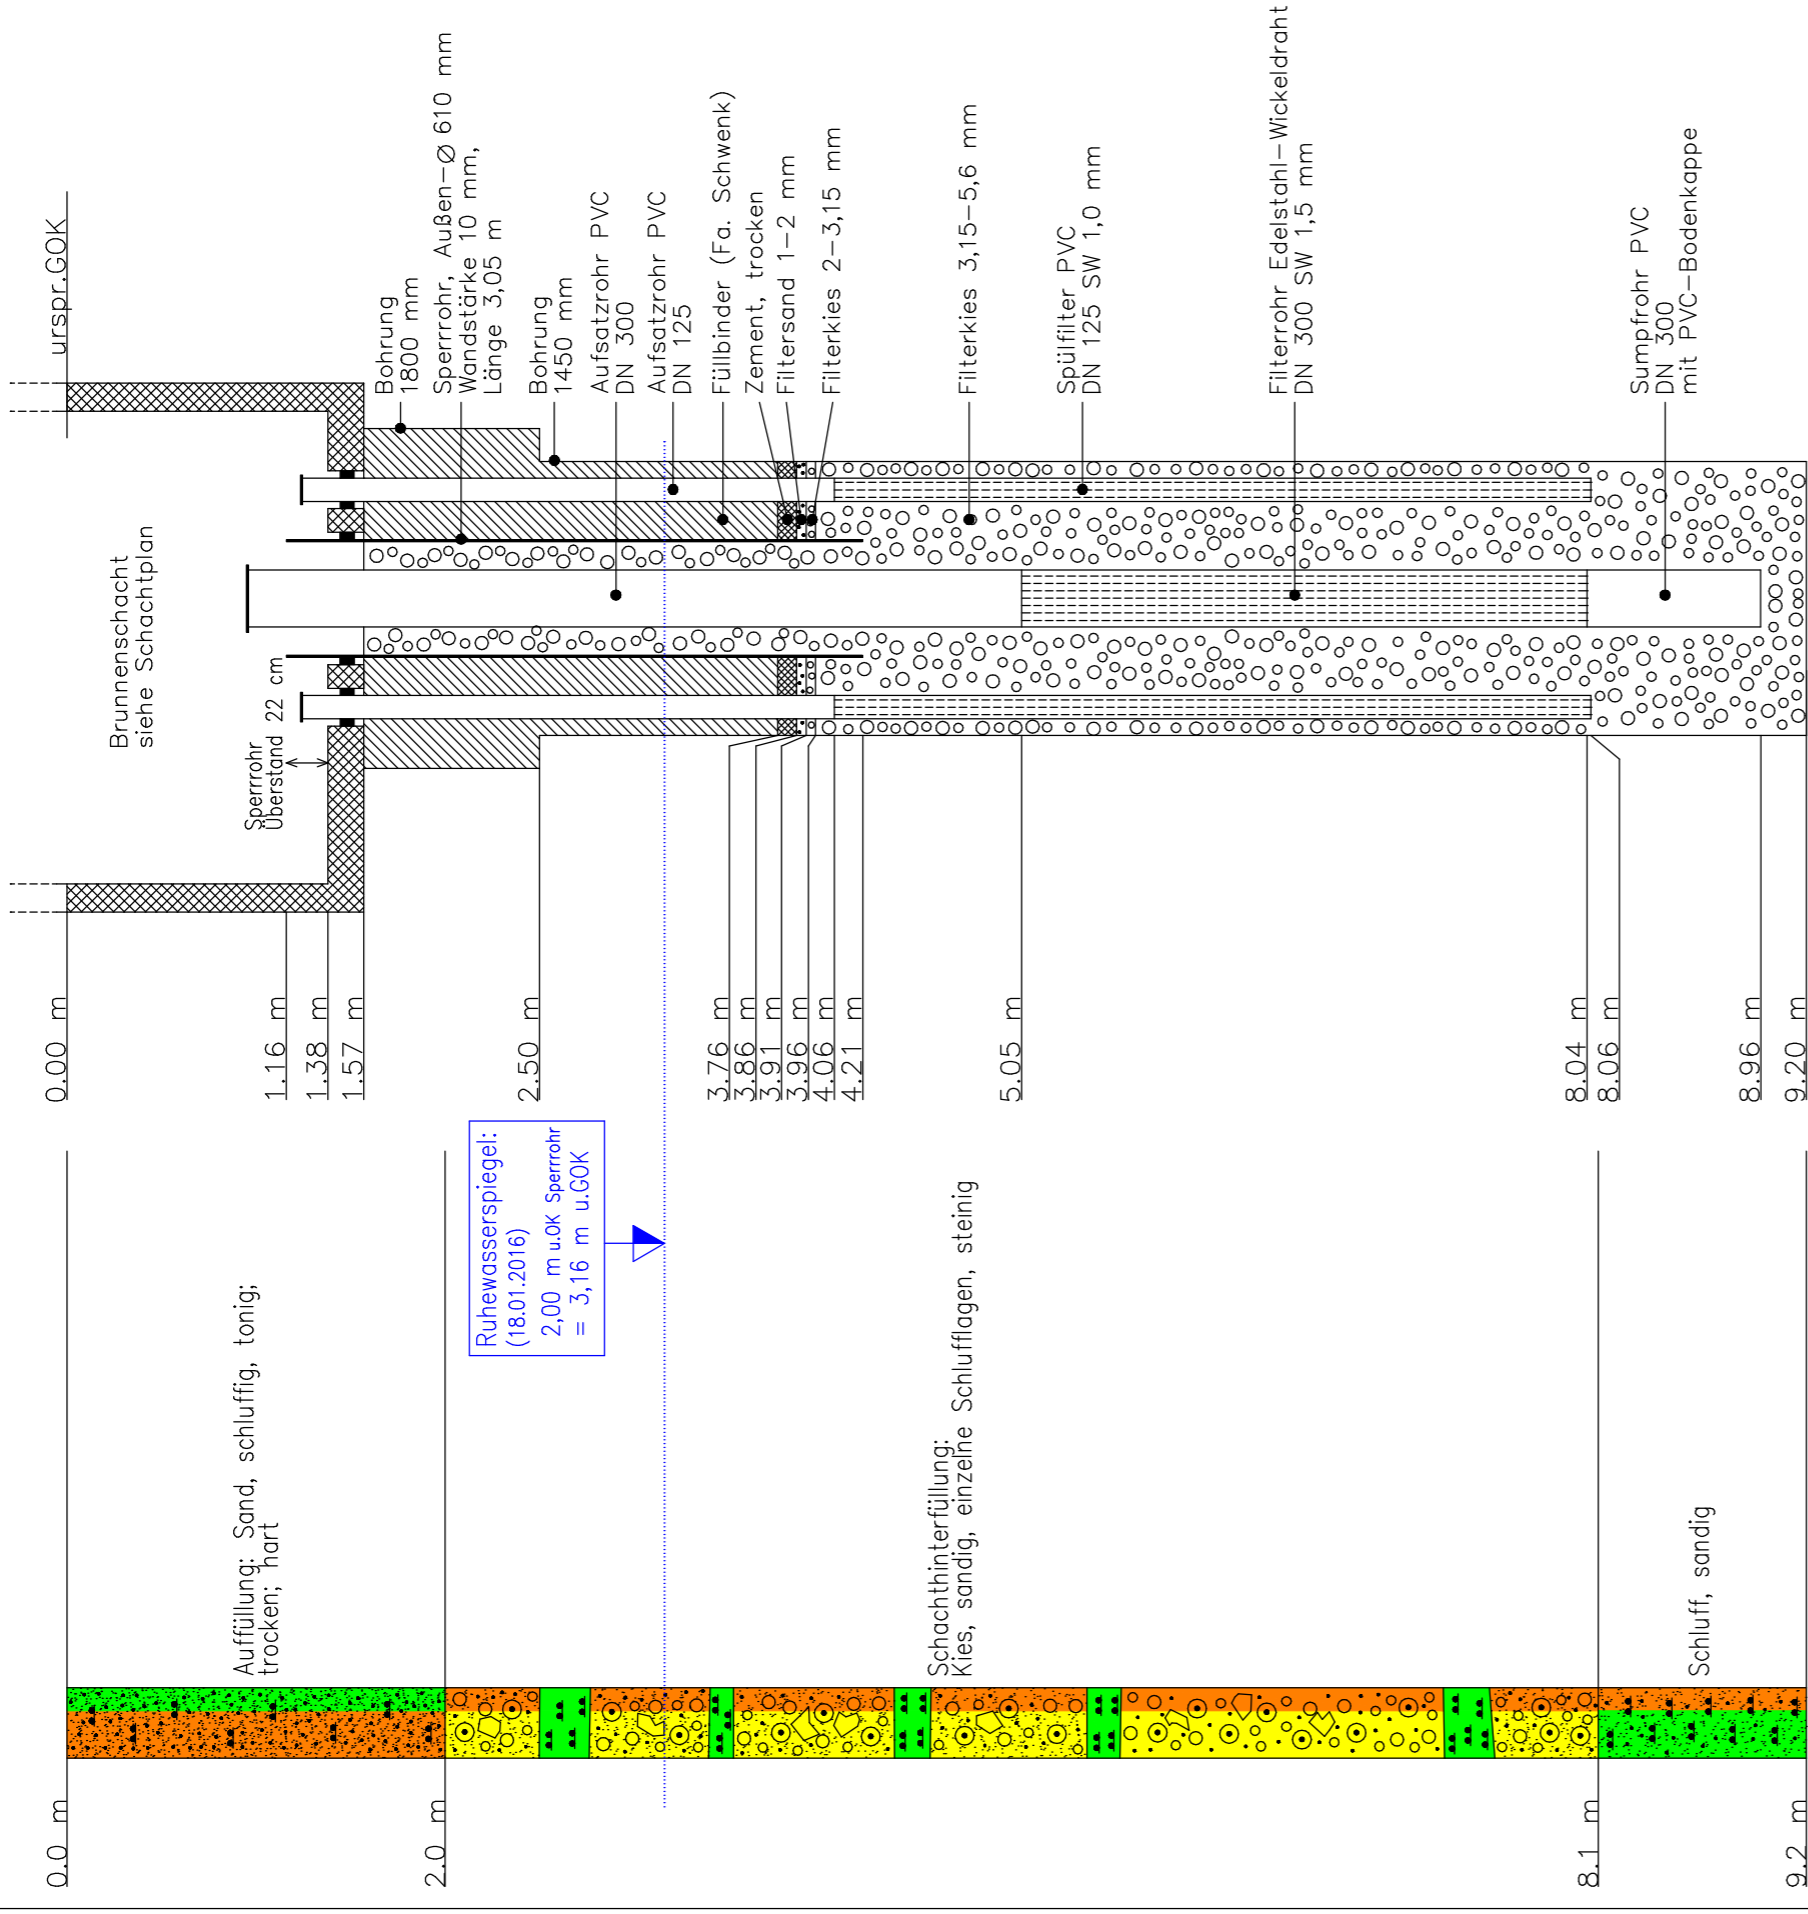 0.0 m
2.0 m
8.1 m
9.2 m
Auffüllung: Sand, schluffig, tonig;
trocken; hart
Schachthinterfüllung:
Kies, sandig, einzelne Schlufflagen, steinig
Schluff, sandig
Ruhewasserspiegel:
(18.01.2016)
2,00 m u.OK Sperrrohr
= 3,16 m u.GOK
0.00 m
1.16 m
1.38 m
1.57 m
2.50 m
3.76 m
3.86 m
3.91 m
3.96 m
4.06 m
4.21 m
5.05 m
8.04 m
8.06 m
8.96 m
9.20 m
Brunnenschacht
siehe Schachtplan
Sperrrohr
Überstand 22 cm
urspr.GOK
Bohrung
1800 mm
Sperrrohr, Außen-Ø 610 mm
Wandstärke 10 mm,
Länge 3,05 m
Bohrung
1450 mm
Aufsatzrohr PVC
DN 300
Aufsatzrohr PVC
DN 125
Füllbinder (Fa. Schwenk)
Zement, trocken
Filtersand 1-2 mm
Filterkies 2-3,15 mm
Filterkies 3,15-5,6 mm
Spülfilter PVC
DN 125 SW 1,0 mm
Filterrohr Edelstahl-Wickeldraht
DN 300 SW 1,5 mm
Sumpfrohr PVC
DN 300
mit PVC-Bodenkappe